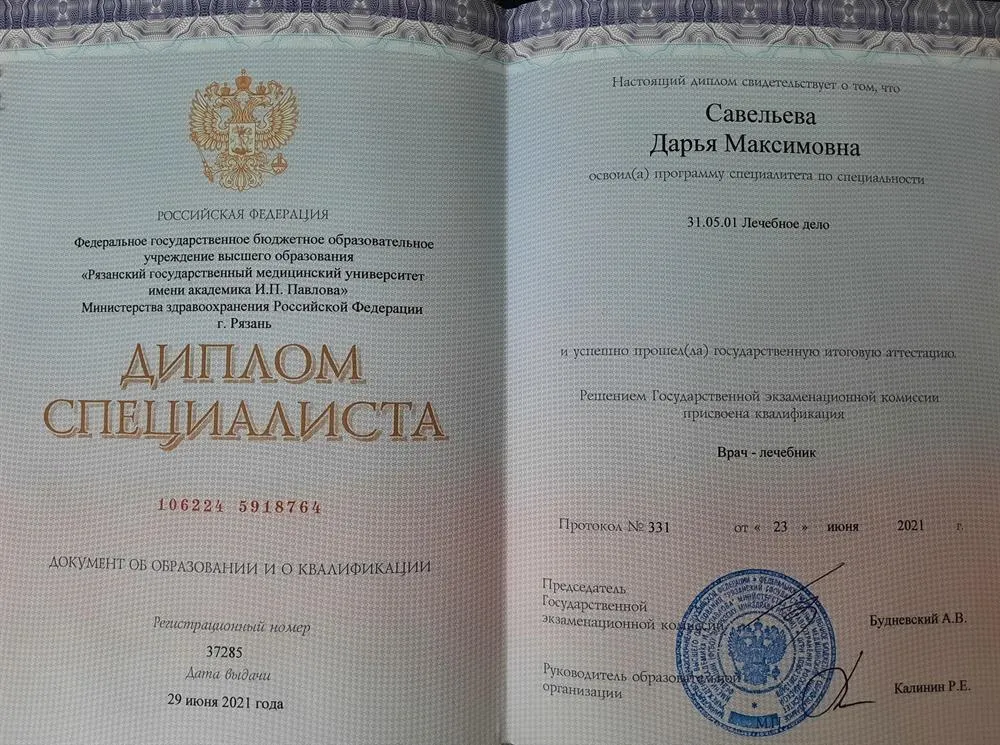 РОССИЙСКАЯ ФЕДЕРАЦИЯ
Федеральное государственное бюджетное образовательное
учреждение высшего образования
«Рязанский государственный медицинский университет
имени академика И.П. Павлова»
Министерства здравоохранения Российской Федерации
г. Рязань
ДИПЛОМ
СПЕЦИАЛИСТА
106224 5918764
ДОКУМЕНТ ОБ ОБРАЗОВАНИИ И О КВАЛИФИКАЦИИ
Регистрационный номер
37285
Дата выдачи
29 июня 2021 года
Настоящий диплом свидетельствует о том, что
Савельева
Дарья Максимовна
освоил(а) программу специалитета по специальности
31.05.01 Лечебное дело
и успешно прошел(ла) государственную итоговую аттестацию.
Решением Государственной экзаменационной комиссии
присвоена квалификация
Врач - лечебник
Протокол № 331 от « 23 » июня 2021 г.
Председатель
Государственной
экзаменационной комиссии
Будневский А.В.
Руководитель образовательной
организации
Калинин Р.Е.
М.П.